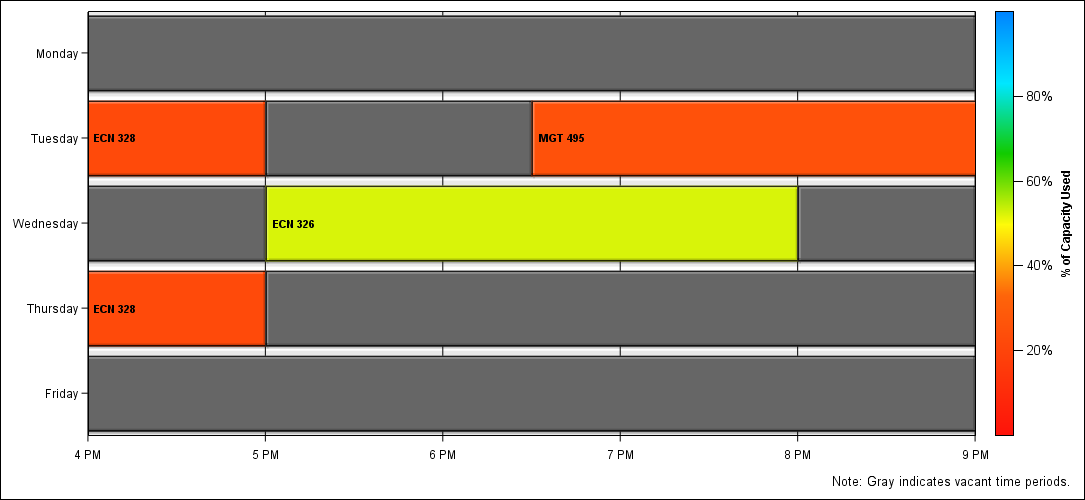 Monday
Tuesday
ECN 328
MGT 495
Wednesday
ECN 326
Thursday
ECN 328
Friday
4 PM
5 PM
6 PM
7 PM
8 PM
9 PM
80%
60%
40%
20%
% of Capacity Used
Note: Gray indicates vacant time periods.